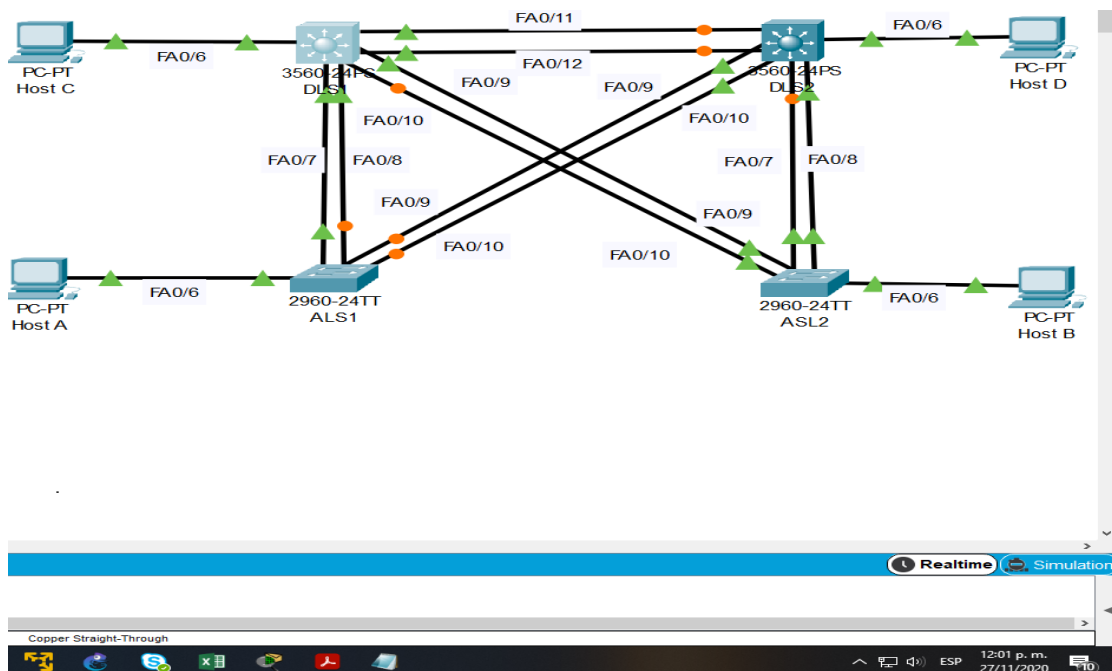 FA0/11
FA0/6
FA0/6
FA0/12
PC-PT
Host C
3560-24PS
DLS1
FA0/9
FA0/9
3560-24PS
DLS2
PC-PT
Host D
FA0/10
FA0/10
FA0/7
FA0/8
FA0/7
FA0/8
FA0/9
FA0/9
FA0/10
FA0/10
FA0/6
FA0/6
PC-PT
Host A
2960-24TT
ALS1
2960-24TT
ASL2
PC-PT
Host B
.
Realtime
Simulation
Copper Straight-Through
ESP
12:01 p. m.
27/11/2020
10